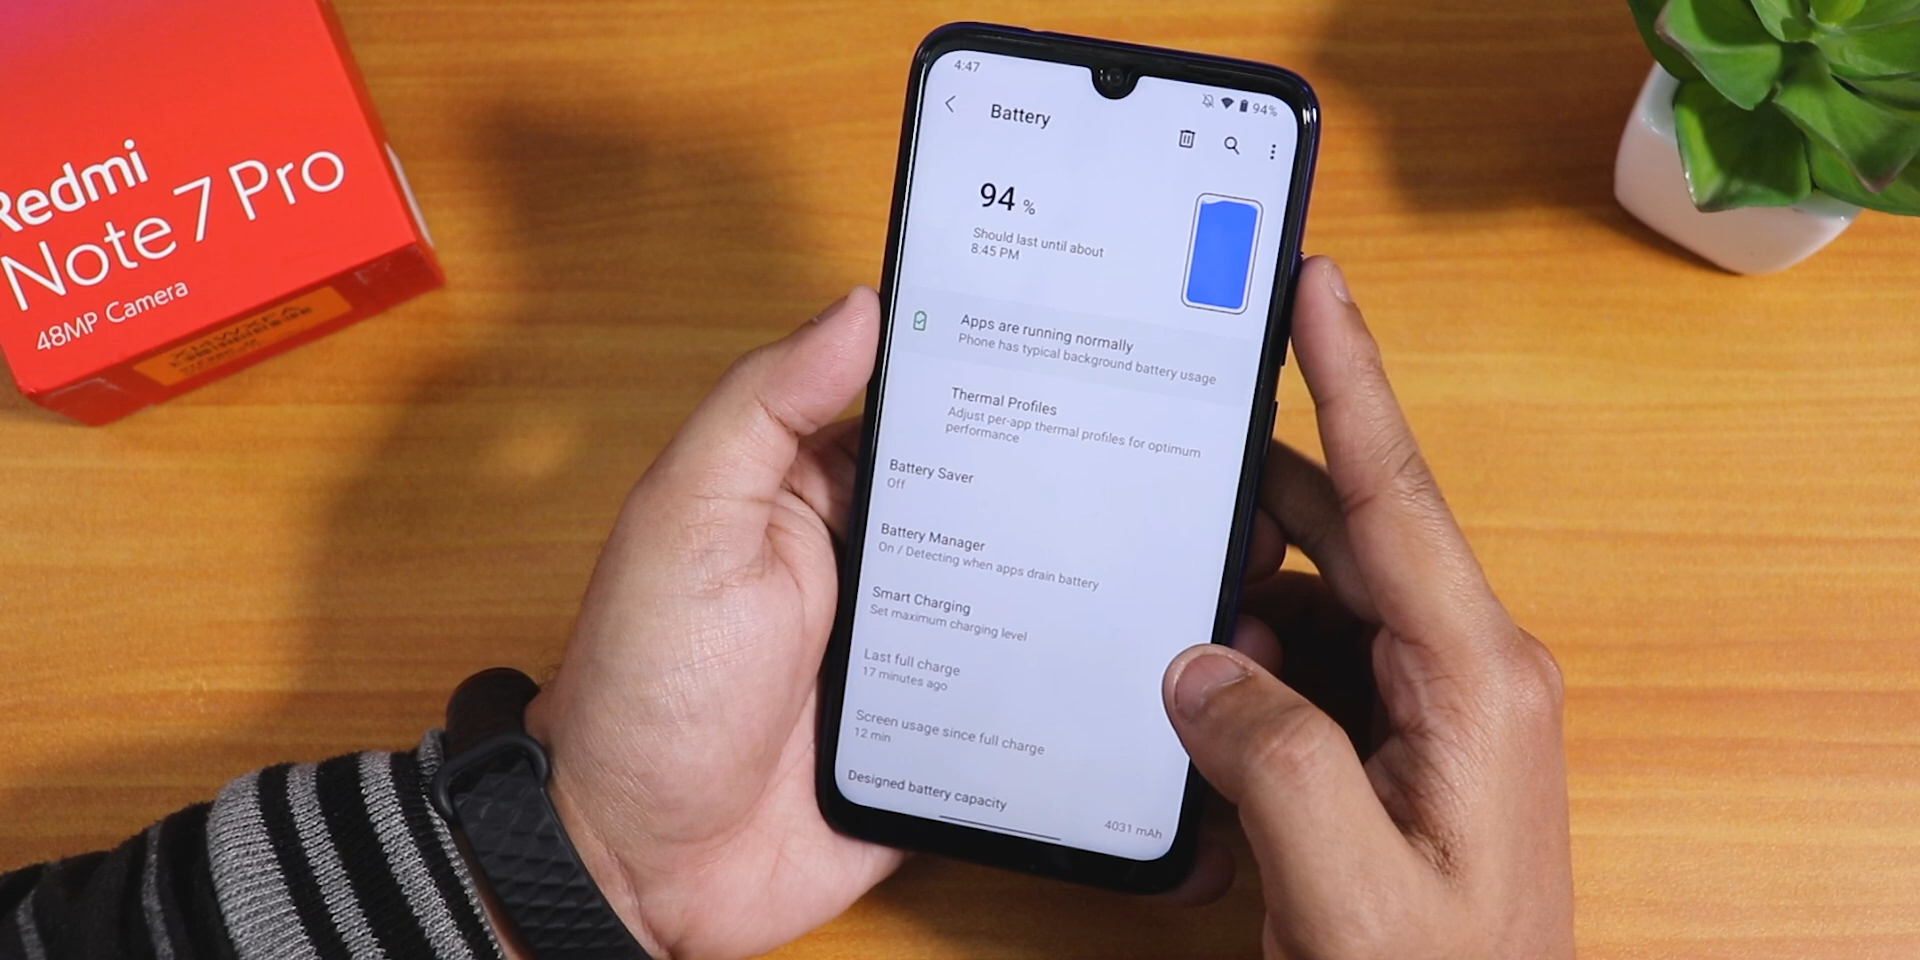 Redmi
Note 7 Pro
48MP Camera
4:47
94%
Battery
94 %
Should last until about
8:45 PM
Apps are running normally
Phone has typical background battery usage
Thermal Profiles
Adjust per-app thermal profiles for optimum
performance
Battery Saver
Off
Battery Manager
On / Detecting when apps drain battery
Smart Charging
Set maximum charging level
Last full charge
17 minutes ago
Screen usage since full charge
12 min
Designed battery capacity
4031 mAh